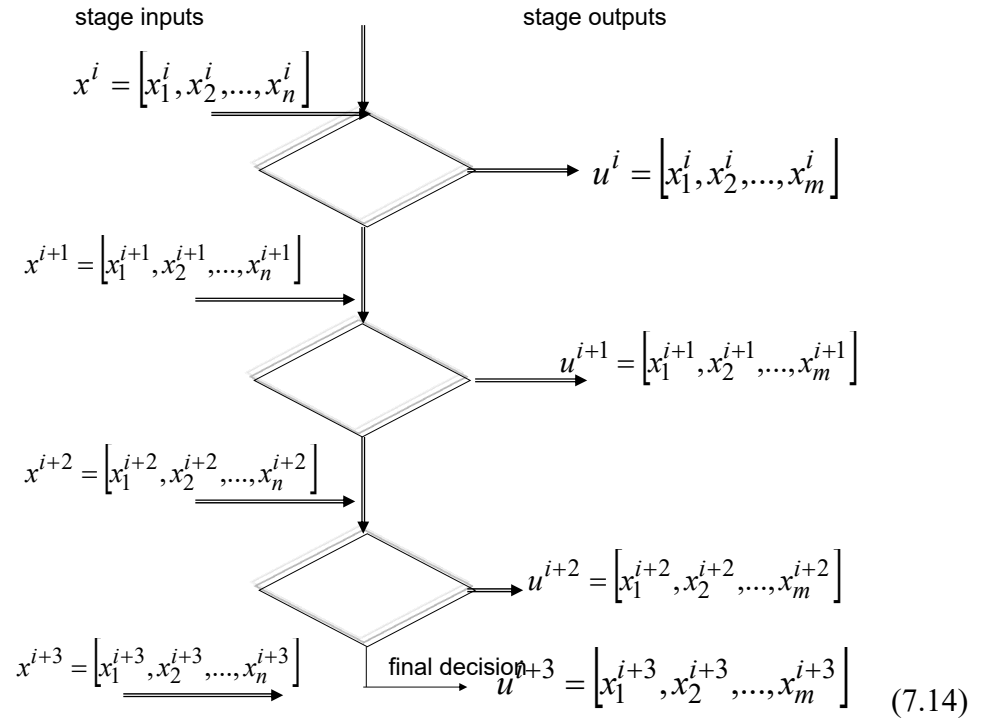 stage inputs
stage outputs
x^i = ⌊x_1^i, x_2^i,..., x_n^i⌋
u^i = ⌊x_1^i, x_2^i,..., x_m^i⌋
x^{i+1} = ⌊x_1^{i+1}, x_2^{i+1},..., x_n^{i+1}⌋
u^{i+1} = [x_1^{i+1}, x_2^{i+1},..., x_m^{i+1}]
x^{i+2} = [x_1^{i+2}, x_2^{i+2},..., x_n^{i+2}]
u^{i+2} = [x_1^{i+2}, x_2^{i+2},..., x_m^{i+2}]
x^{i+3} = [x_1^{i+3}, x_2^{i+3},..., x_n^{i+3}]
final decision
u^{i+3} = [x_1^{i+3}, x_2^{i+3},..., x_m^{i+3}]
(7.14)